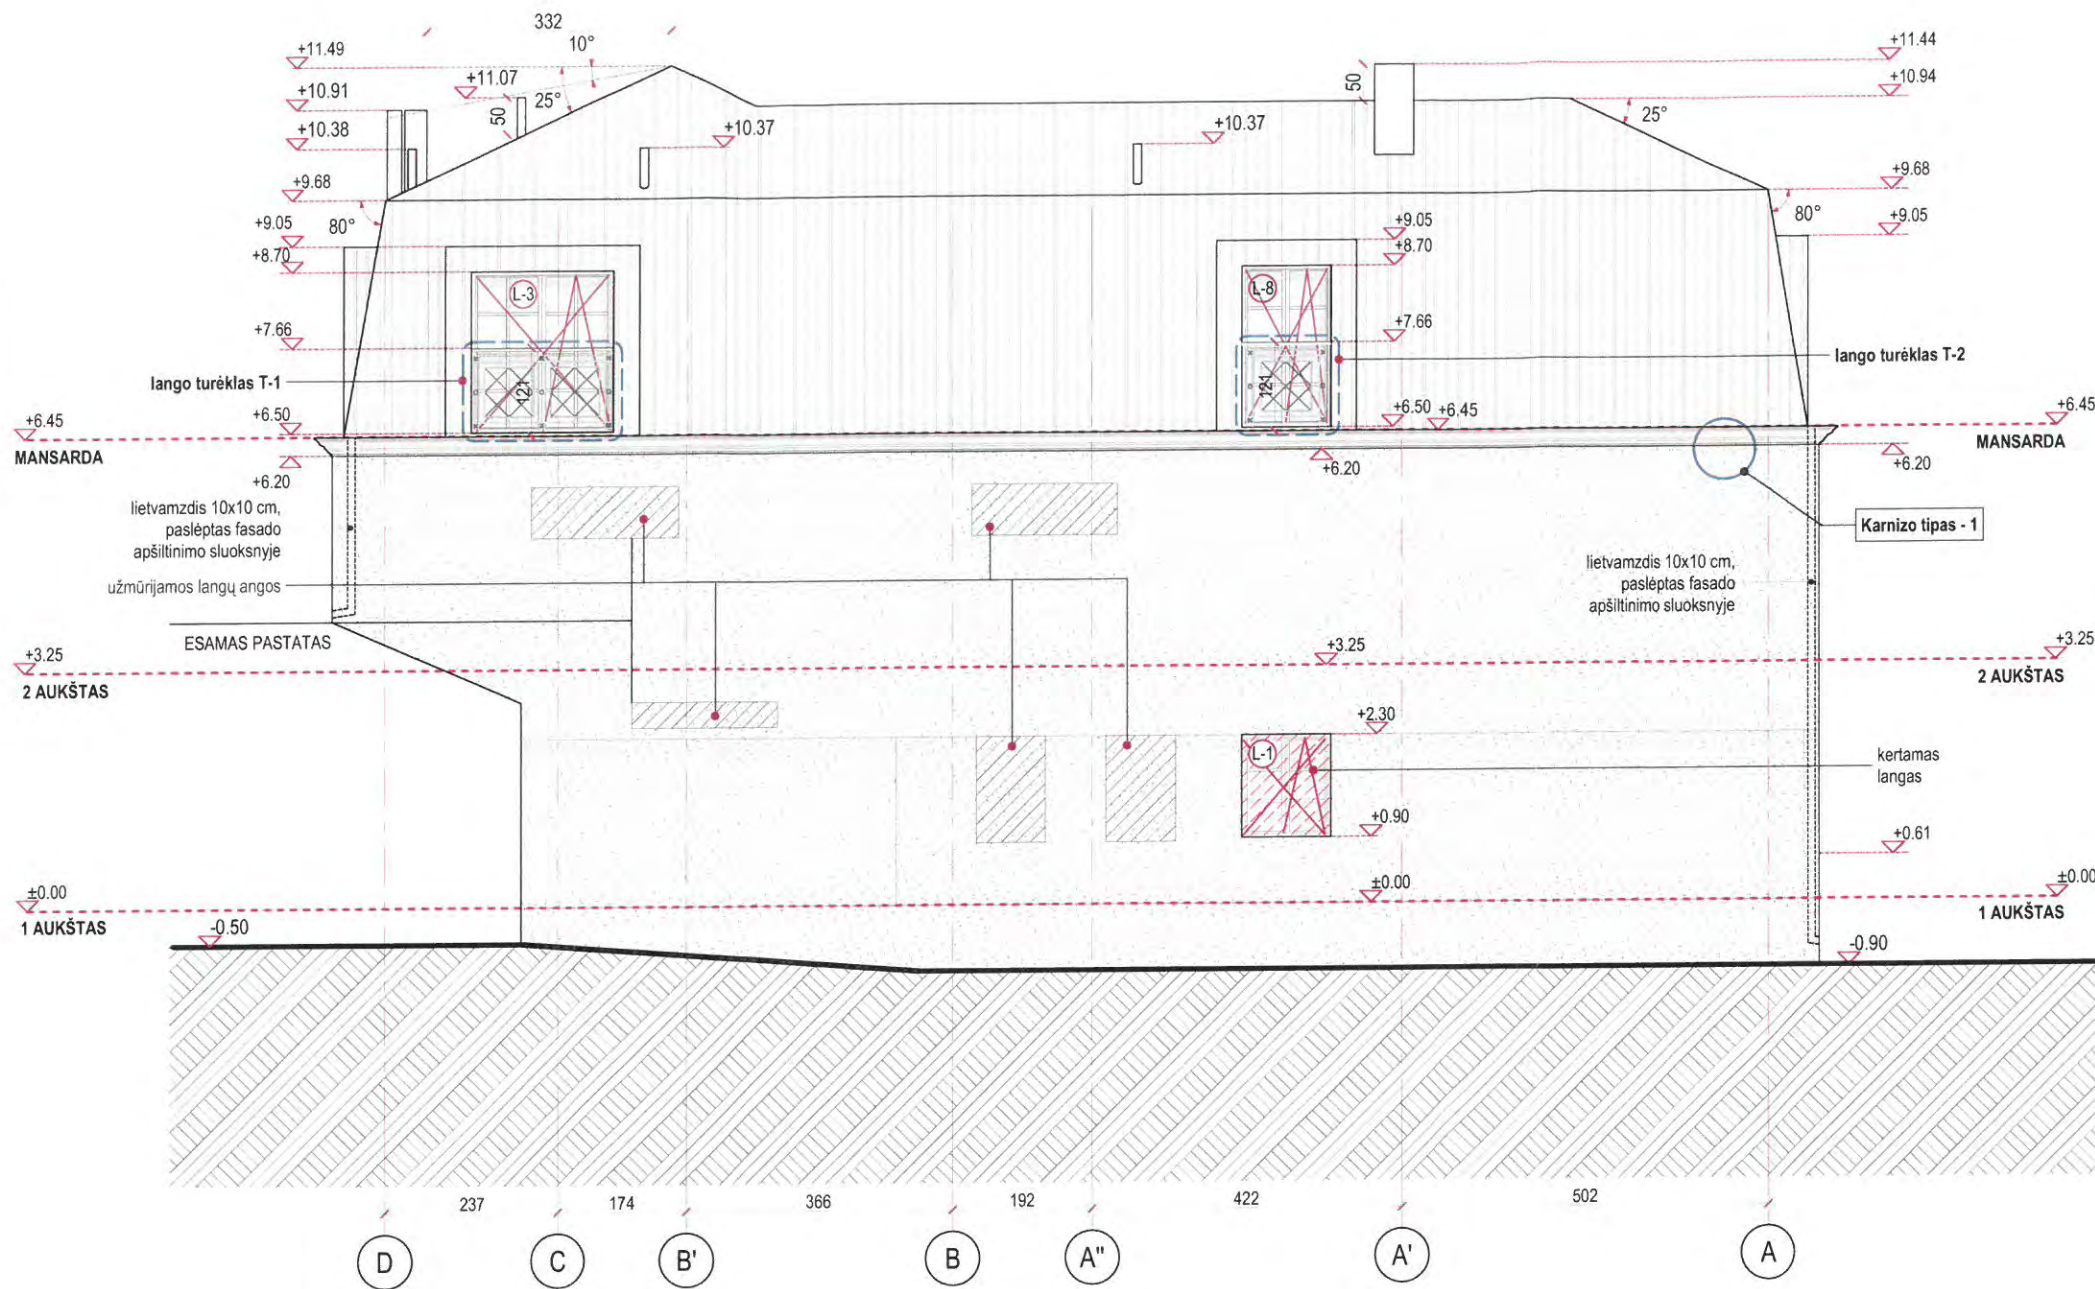 332
10°
+11.49
+11.07
+10.91
50
25°
+10.38
+10.37
+10.37
50
+11.44
+10.94
25°
+9.68
+9.68
80°
80°
+9.05
+8.70
+9.05
+8.70
+9.05
L-3
L-8
+7.66
+7.66
lango turėklas T-1
lango turėklas T-2
121
121
+6.50
+6.50
+6.45
+6.45
MANSARDA
+6.45
MANSARDA
+6.20
+6.20
+6.20
lietvamzdis 10x10 cm,
paslėptas fasado
apšiltinimo sluoksnyje
Karnizo tipas - 1
lietvamzdis 10x10 cm,
paslėptas fasado
apšiltinimo sluoksnyje
užmūrijamos langų angos
ESAMAS PASTATAS
+3.25
2 AUKŠTAS
+3.25
+3.25
2 AUKŠTAS
+2.30
L-1
kertamas
langas
+0.90
+0.61
±0.00
1 AUKŠTAS
±0.00
±0.00
1 AUKŠTAS
-0.50
-0.90
237
174
366
192
422
502
D
C
B'
B
A"
A'
A